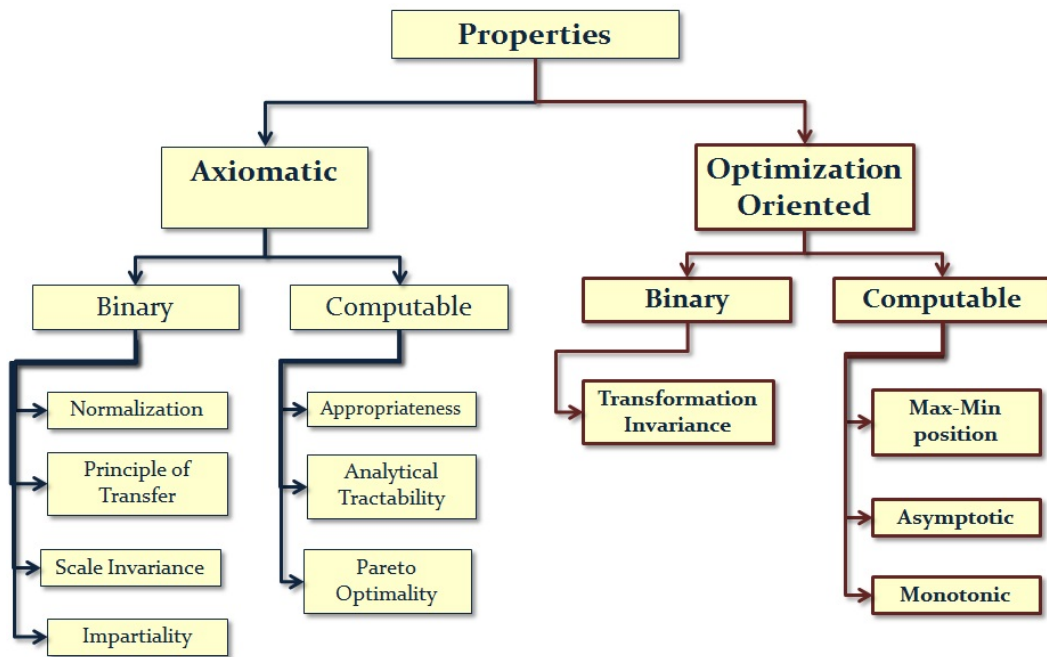 Properties
Axiomatic
Optimization
Oriented
Binary
Computable
Binary
Computable
Normalization
Principle of
Transfer
Scale Invariance
Impartiality
Appropriateness
Analytical
Tractability
Pareto
Optimality
Transformation
Invariance
Max-Min
position
Asymptotic
Monotonic